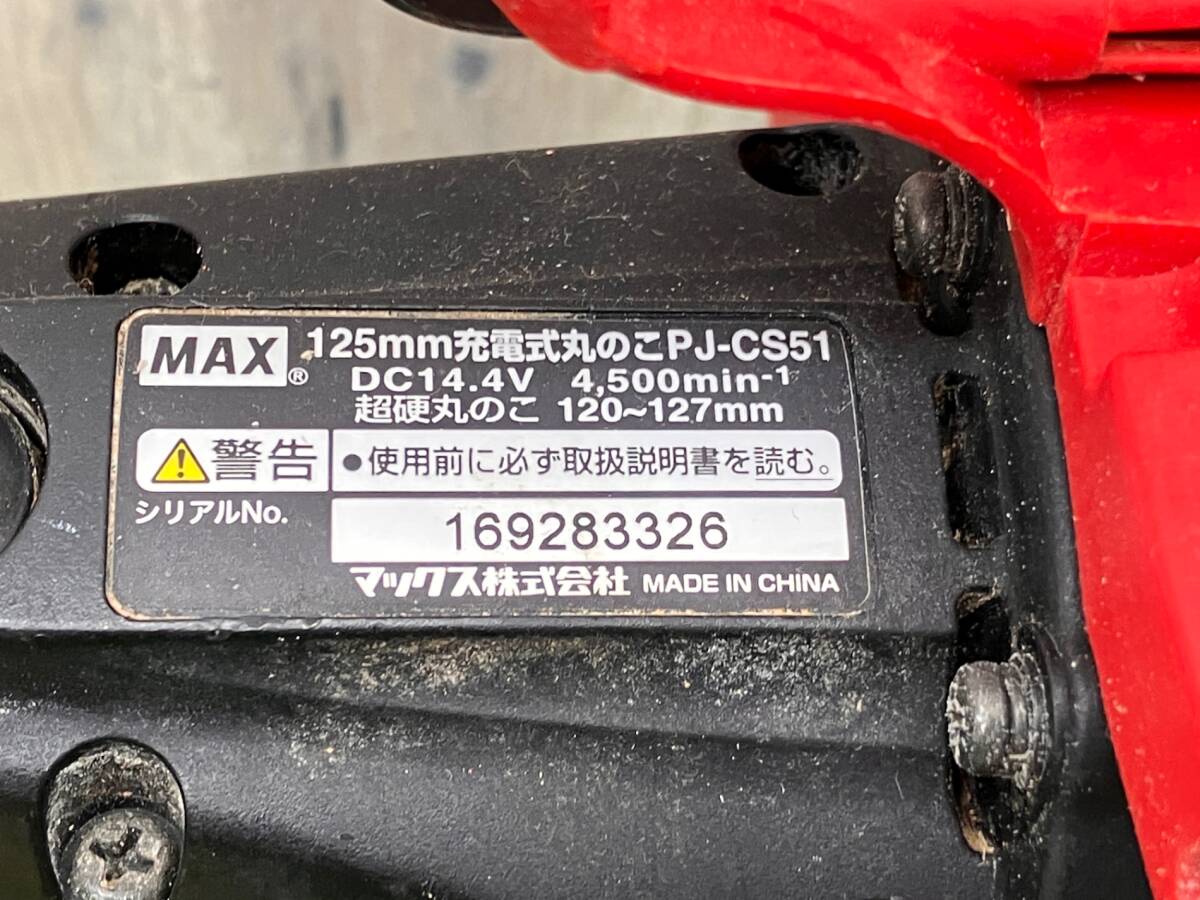 MAX® 125mm充電式丸のこPJ-CS51
DC14.4V 4,500min⁻¹
超硬丸のこ 120~127mm
警告 ●使用前に必ず取扱説明書を読む。
シリアルNo. 169283326
マックス株式会社 MADE IN CHINA